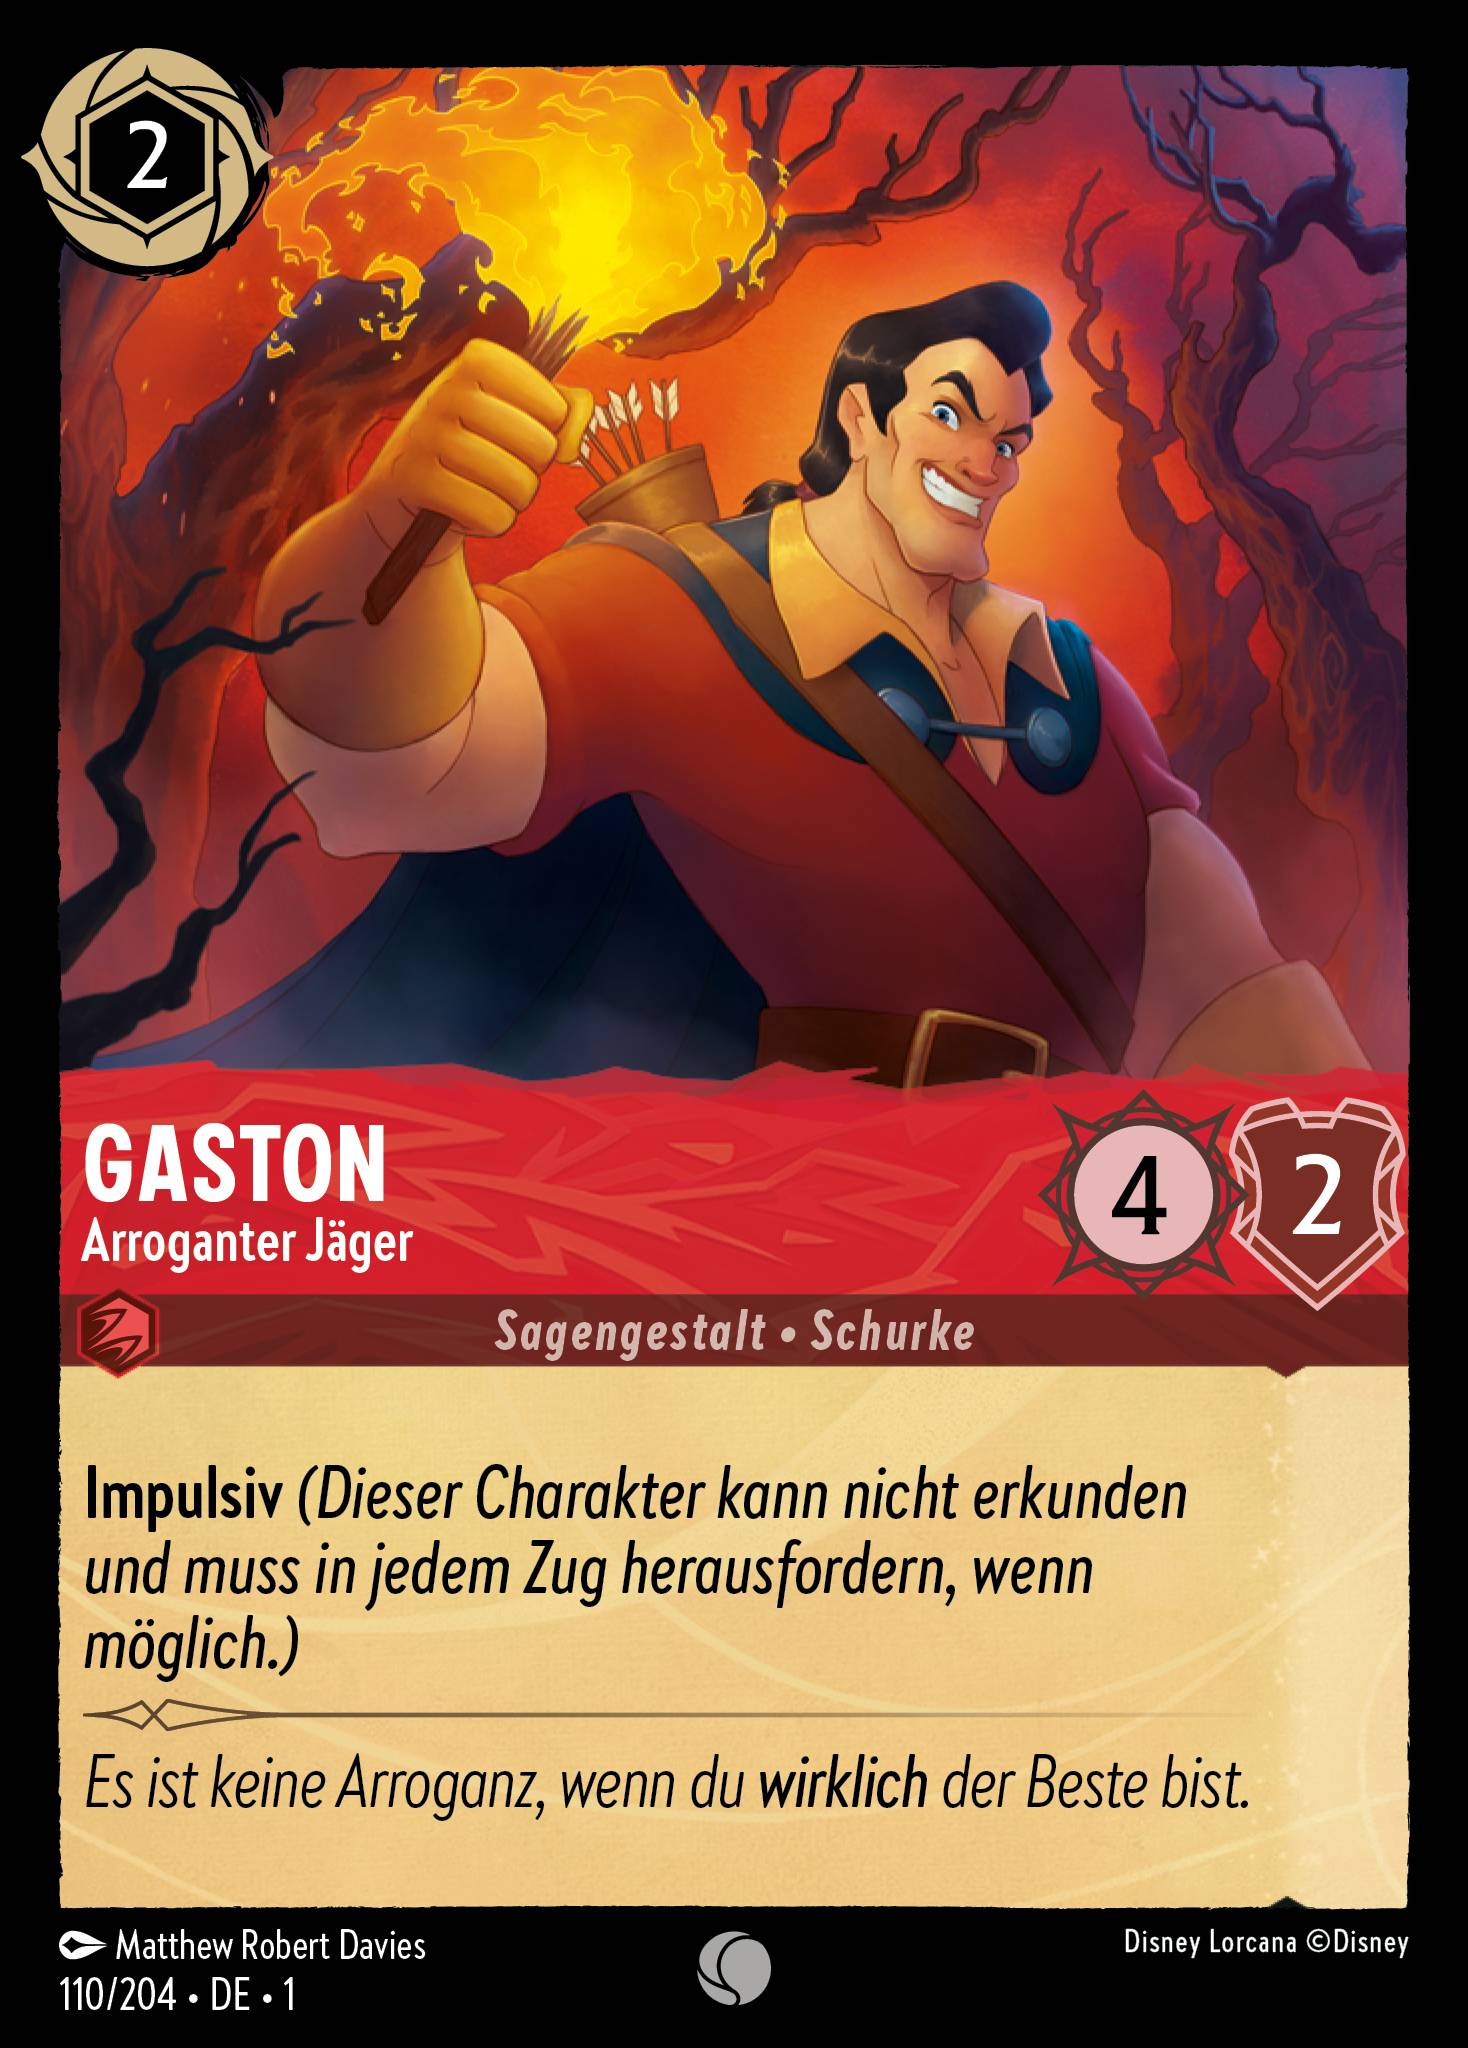 2
GASTON
Arroganter Jäger
4
2
Sagengestalt • Schurke
Impulsiv (Dieser Charakter kann nicht erkunden
und muss in jedem Zug herausfordern, wenn
möglich.)
Es ist keine Arroganz, wenn du wirklich der Beste bist.
Matthew Robert Davies
Disney Lorcana ©Disney
110/204 • DE • 1